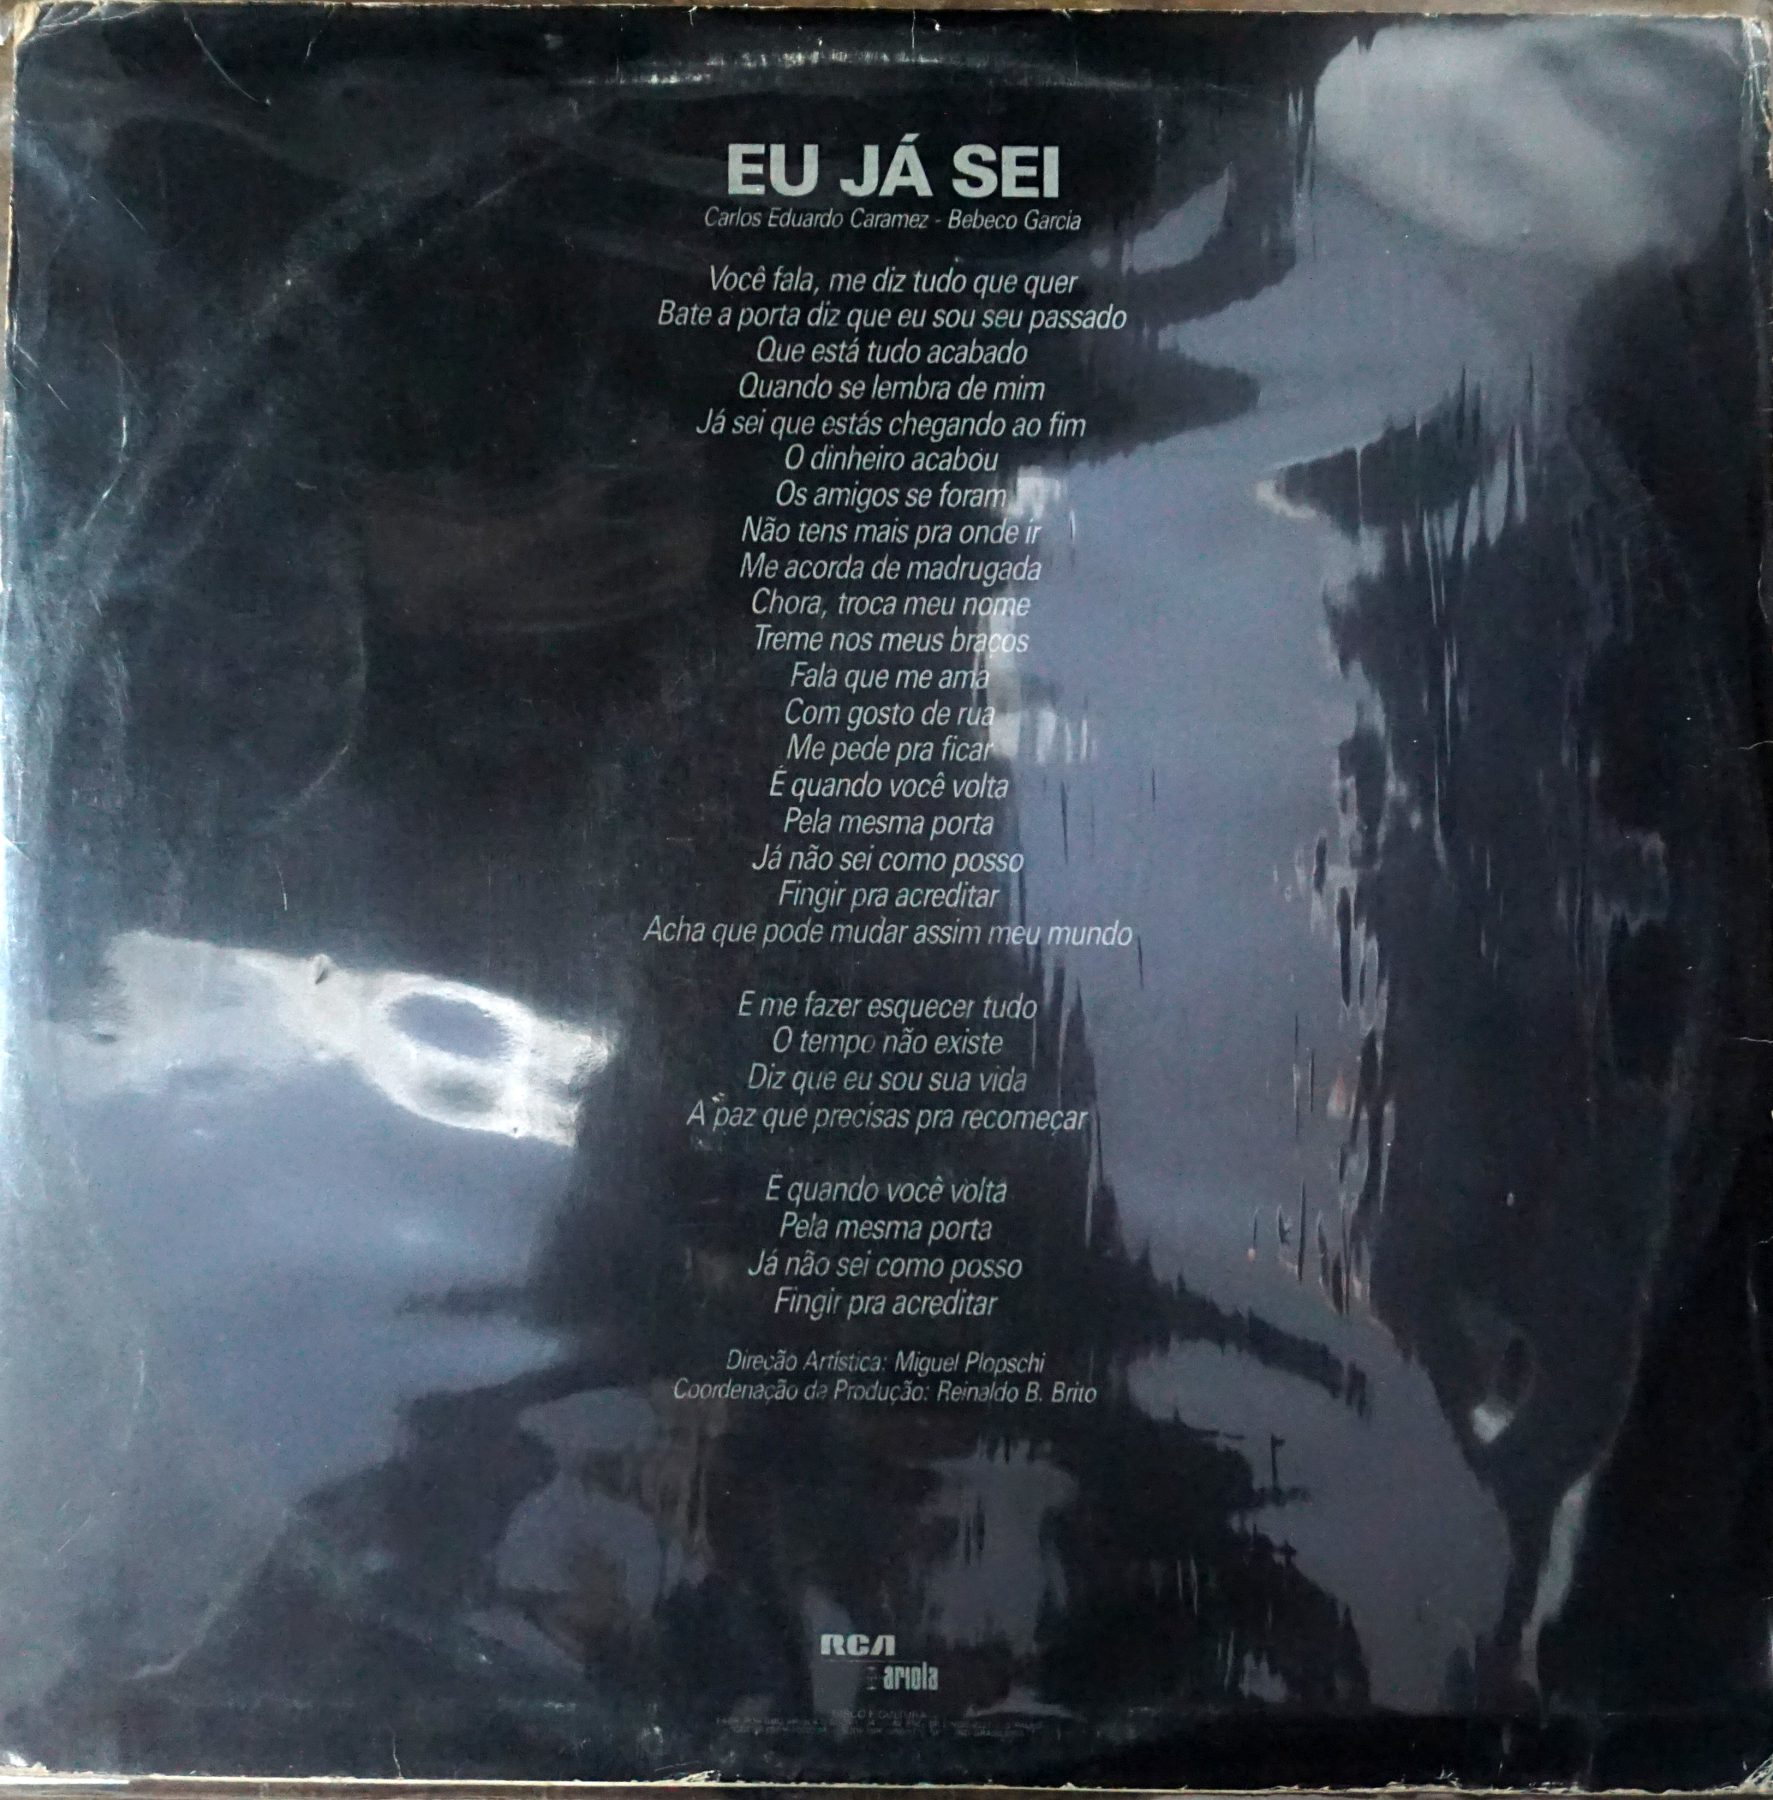 EU JÁ SEI
Carlos Eduardo Caramez - Bebeco Garcia
Você fala, me diz tudo que quer
Bate a porta diz que eu sou seu passado
Que está tudo acabado
Quando se lembra de mim
Já sei que estás chegando ao fim
O dinheiro acabou
Os amigos se foram
Não tens mais pra onde ir
Me acorda de madrugada
Chora, troca meu nome
Treme nos meus braços
Fala que me ama
Com gosto de rua
Me pede pra ficar
É quando você volta
Pela mesma porta
Já não sei como posso
Fingir pra acreditar
Acha que pode mudar assim meu mundo
E me fazer esquecer tudo
O tempo não existe
Diz que eu sou sua vida
A paz que precisas pra recomeçar
É quando você volta
Pela mesma porta
Já não sei como posso
Fingir pra acreditar
Direção Artística: Miguel Plopschi
Coordenação de Produção: Reinaldo B. Brito
RCA
ariola
DISCO É CULTURA